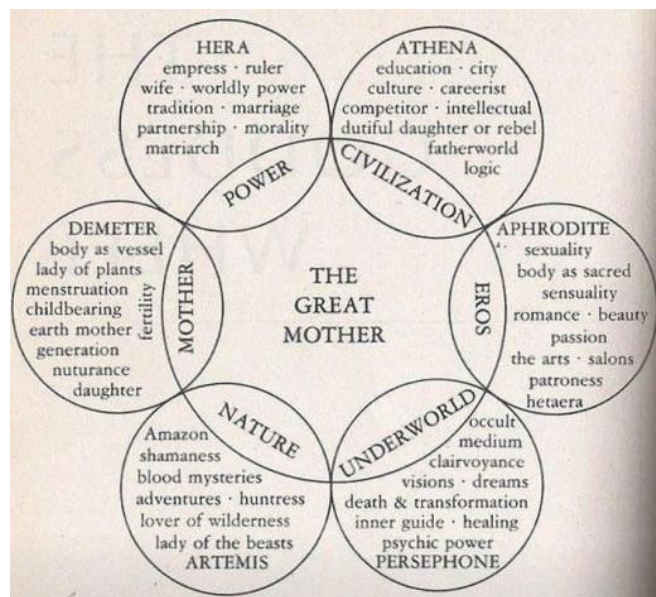 HERA
empress · ruler
wife · worldly power
tradition · marriage
partnership · morality
matriarch
POWER
ATHENA
education · city
culture · careerist
competitor · intellectual
dutiful daughter or rebel
fatherworld
logic
CIVILIZATION
DEMETER
body as vessel
lady of plants
menstruation
childbearing
earth mother
generation
nuturance
daughter
fertility
MOTHER
THE
GREAT
MOTHER
EROS
APHRODITE
sexuality
body as sacred
sensuality
romance · beauty
passion
the arts · salons
patroness
hetaera
NATURE
Amazon
shamaness
blood mysteries
adventures · huntress
lover of wilderness
lady of the beasts
ARTEMIS
UNDERWORLD
occult
medium
clairvoyance
visions · dreams
death & transformation
inner guide · healing
psychic power
PERSEPHONE